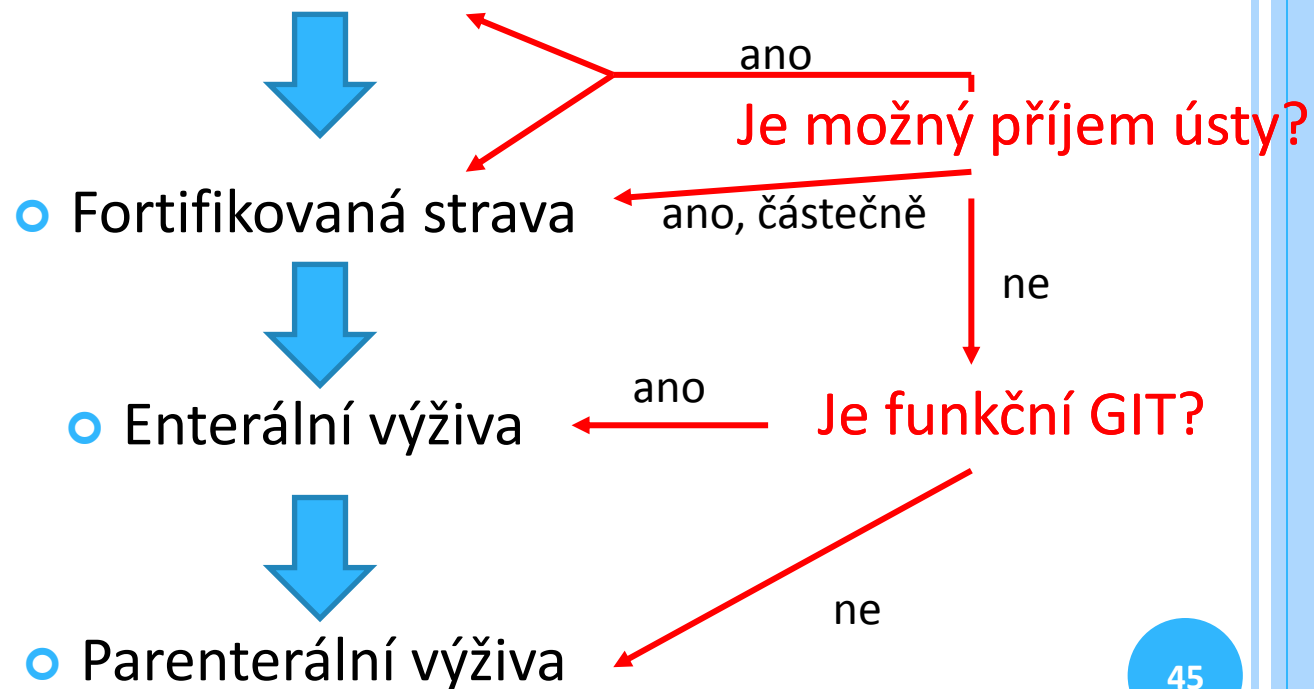 ano
Je možný příjem ústy?
Fortifikovaná strava
ano, částečně
ne
ano
Je funkční GIT?
Enterální výživa
ne
Parenterální výživa
45